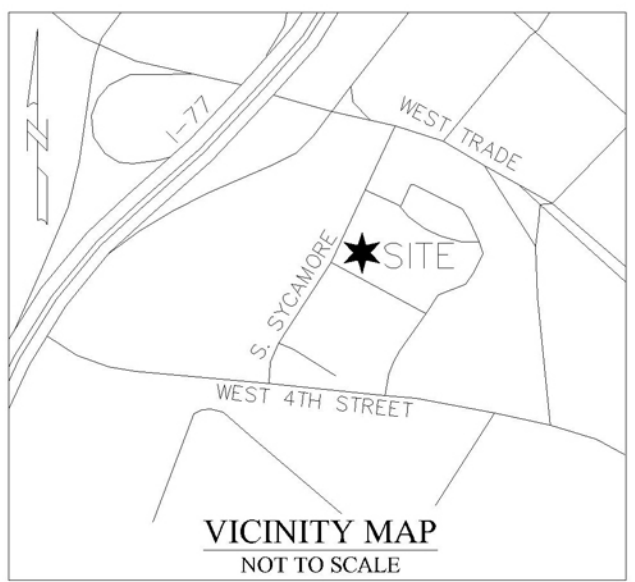 N
I-77
WEST TRADE
S. SYCAMORE
SITE
WEST 4TH STREET
VICINITY MAP
NOT TO SCALE